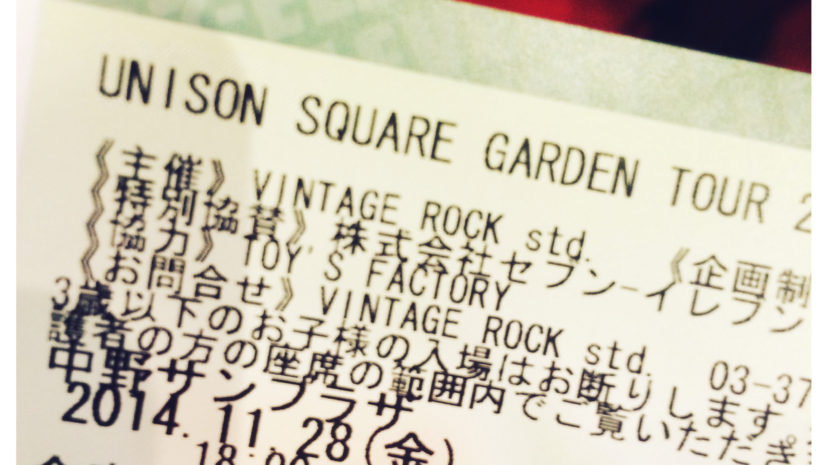 UNISON SQUARE GARDEN TOUR 2
《主催》 VINTAGE ROCK std. 《企画制
《特別協賛》 株式会社セブン-イレブン
《協力》 TOY'S FACTORY
《お問合せ》 VINTAGE ROCK std. 03-37
3歳以下のお子様の入場はお断りします
護者の方の座席の範囲内でご覧いただき
中野サンプラザ
2014.11.28(金)